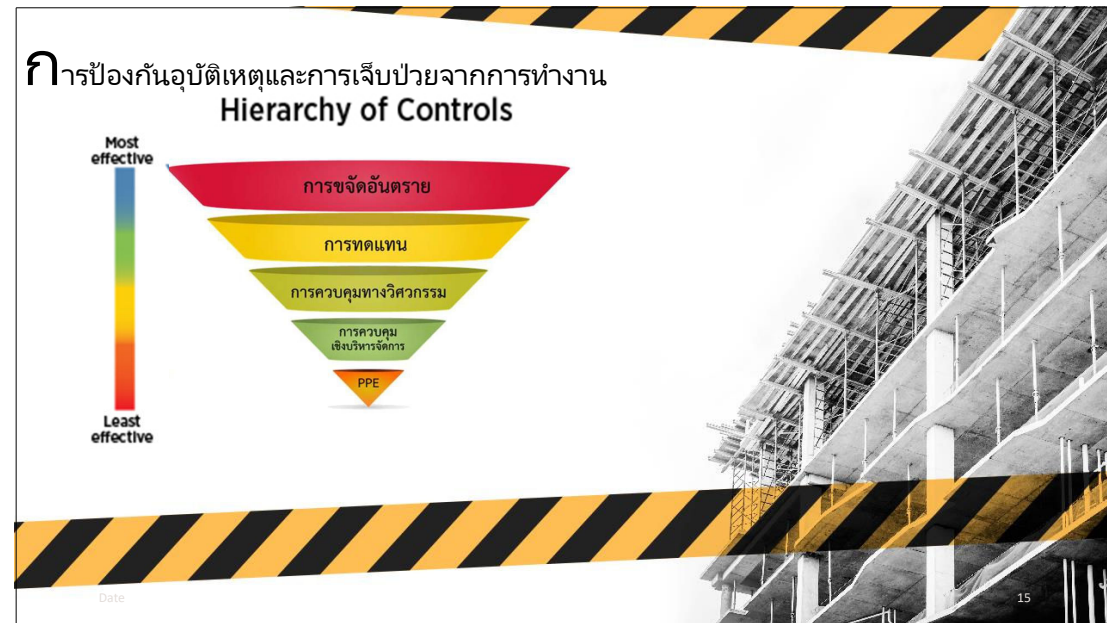 การป้องกันอุบัติเหตุและการเจ็บป่วยจากการทำงาน
Hierarchy of Controls
Most
effective
การขจัดอันตราย
การทดแทน
การควบคุมทางวิศวกรรม
การควบคุม
เชิงบริหารจัดการ
PPE
Least
effective
Date
15